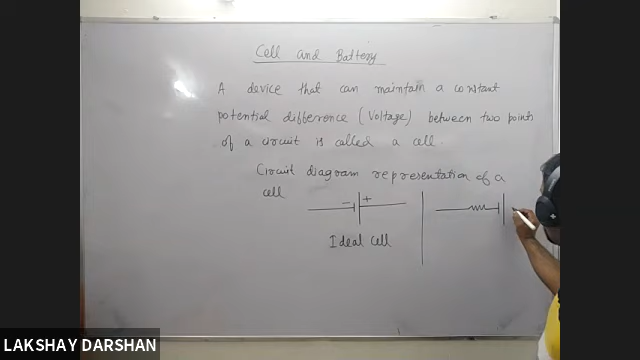 Cell and Battery
A device that can maintain a constant
potential difference (Voltage) between two points
of a circuit is called a cell.
Circuit diagram representation of a
cell
- +
Ideal cell
LAKSHAY DARSHAN